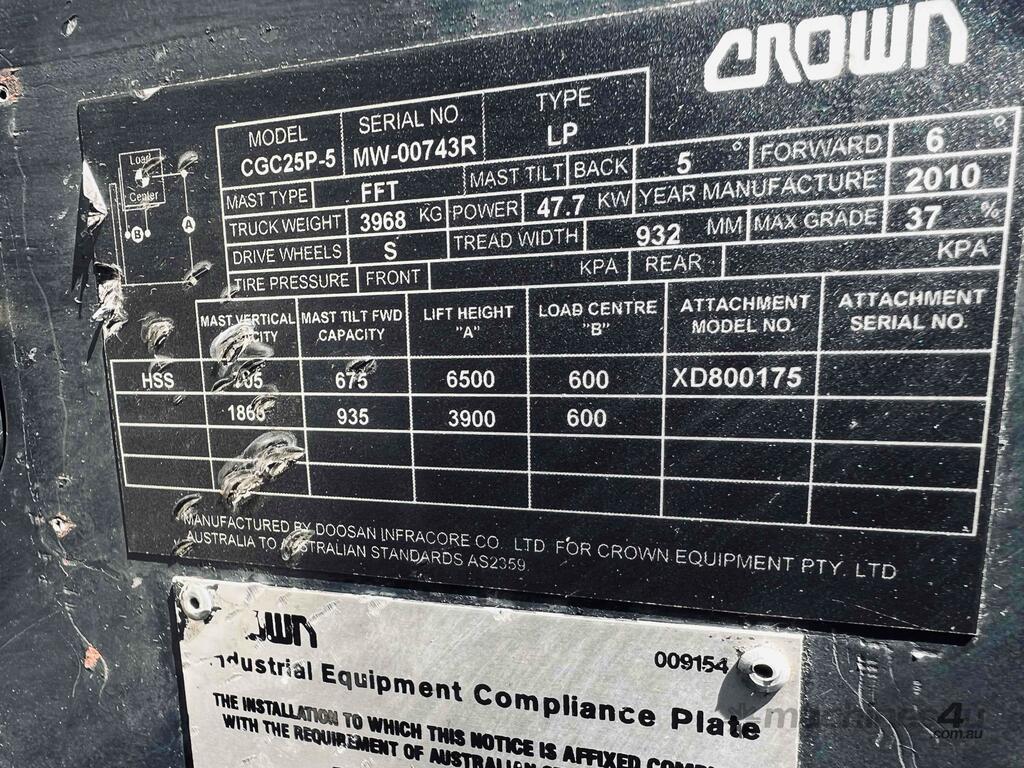 CROWN
MODEL CGC25P-5 SERIAL NO. MW-00743R TYPE LP
MAST TYPE FFT MAST TILT BACK 5° FORWARD 6°
TRUCK WEIGHT 3968 KG POWER 47.7 KW YEAR MANUFACTURE 2010
DRIVE WHEELS S TREAD WIDTH 932 MM MAX GRADE 37 %
TIRE PRESSURE FRONT KPA REAR KPA
Load Center
A
B
MAST VERTICAL MAST TILT FWD CAPACITY LIFT HEIGHT "A" LOAD CENTRE "B" ATTACHMENT MODEL NO. ATTACHMENT SERIAL NO.
HSS 675 6500 600 XD800175
935 3900 600
MANUFACTURED BY DOOSAN INFRACORE CO. LTD. FOR CROWN EQUIPMENT PTY. LTD
AUSTRALIA TO AUSTRALIAN STANDARDS AS2359.
009154
Industrial Equipment Compliance Plate
THE INSTALLATION TO WHICH THIS NOTICE IS AFFIXED
WITH THE REQUIREMENT OF AUSTRALIAN
machines4u
.com.au